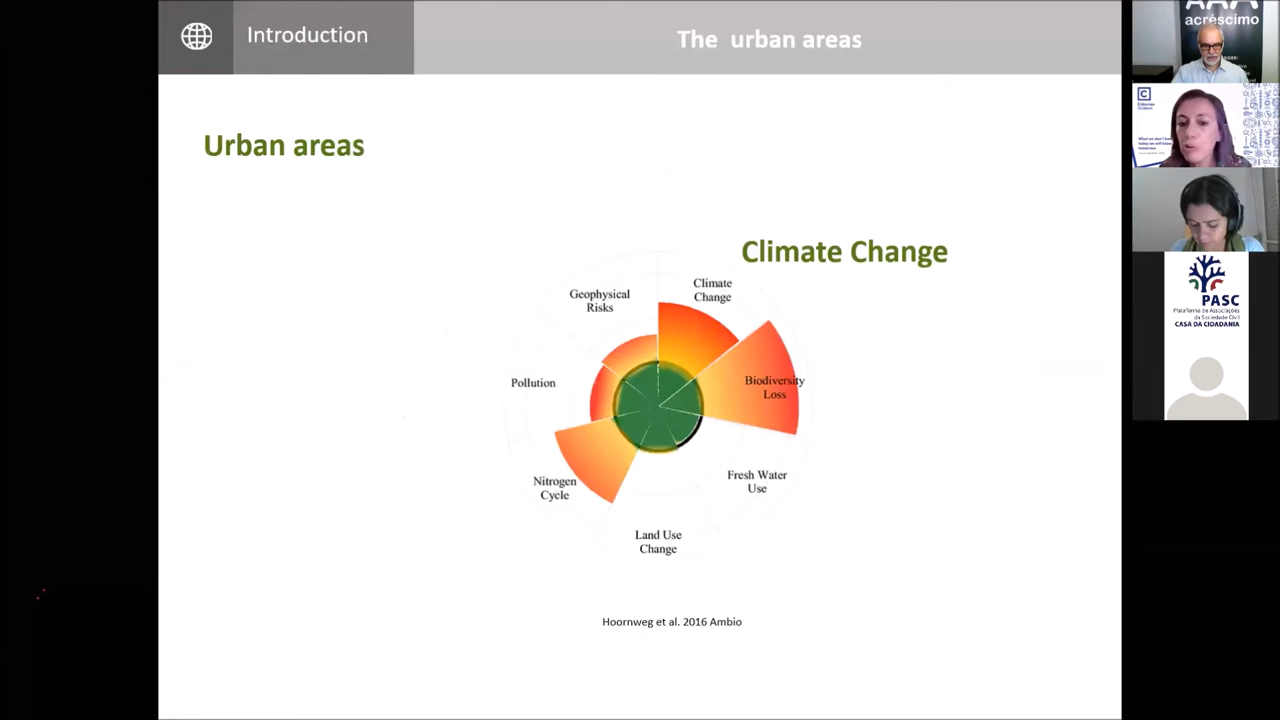 Introduction
The urban areas
Urban areas
Climate Change
Climate
Change
Geophysical
Risks
Pollution
Biodiversity
Loss
Nitrogen
Cycle
Fresh Water
Use
Land Use
Change
Hoornweg et al. 2016 Ambio
acréscimo
C
Ciências
PASC
Plataforma de Associações
da Sociedade Civil
CASA DA CIDADANIA